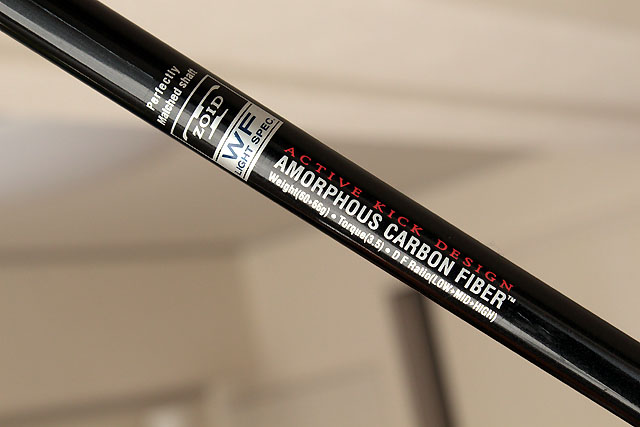 Perfectly
Matched shaft
ZOID
WF
LIGHT SPEC.
ACTIVE KICK DESIGN
AMORPHOUS CARBON FIBER™
Weight(60±56g) • Torque(3.5) • D.F.Ratio(LOW>MID>HIGH)